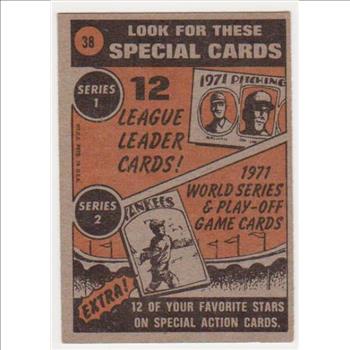 38
LOOK FOR THESE
SPECIAL CARDS
SERIES
1
12
LEAGUE
LEADER
CARDS!
1971 PITCHING
SERIES
2
YANKEES
1971
WORLD SERIES
& PLAY-OFF
GAME CARDS
EXTRA!
12 OF YOUR FAVORITE STARS
ON SPECIAL ACTION CARDS.